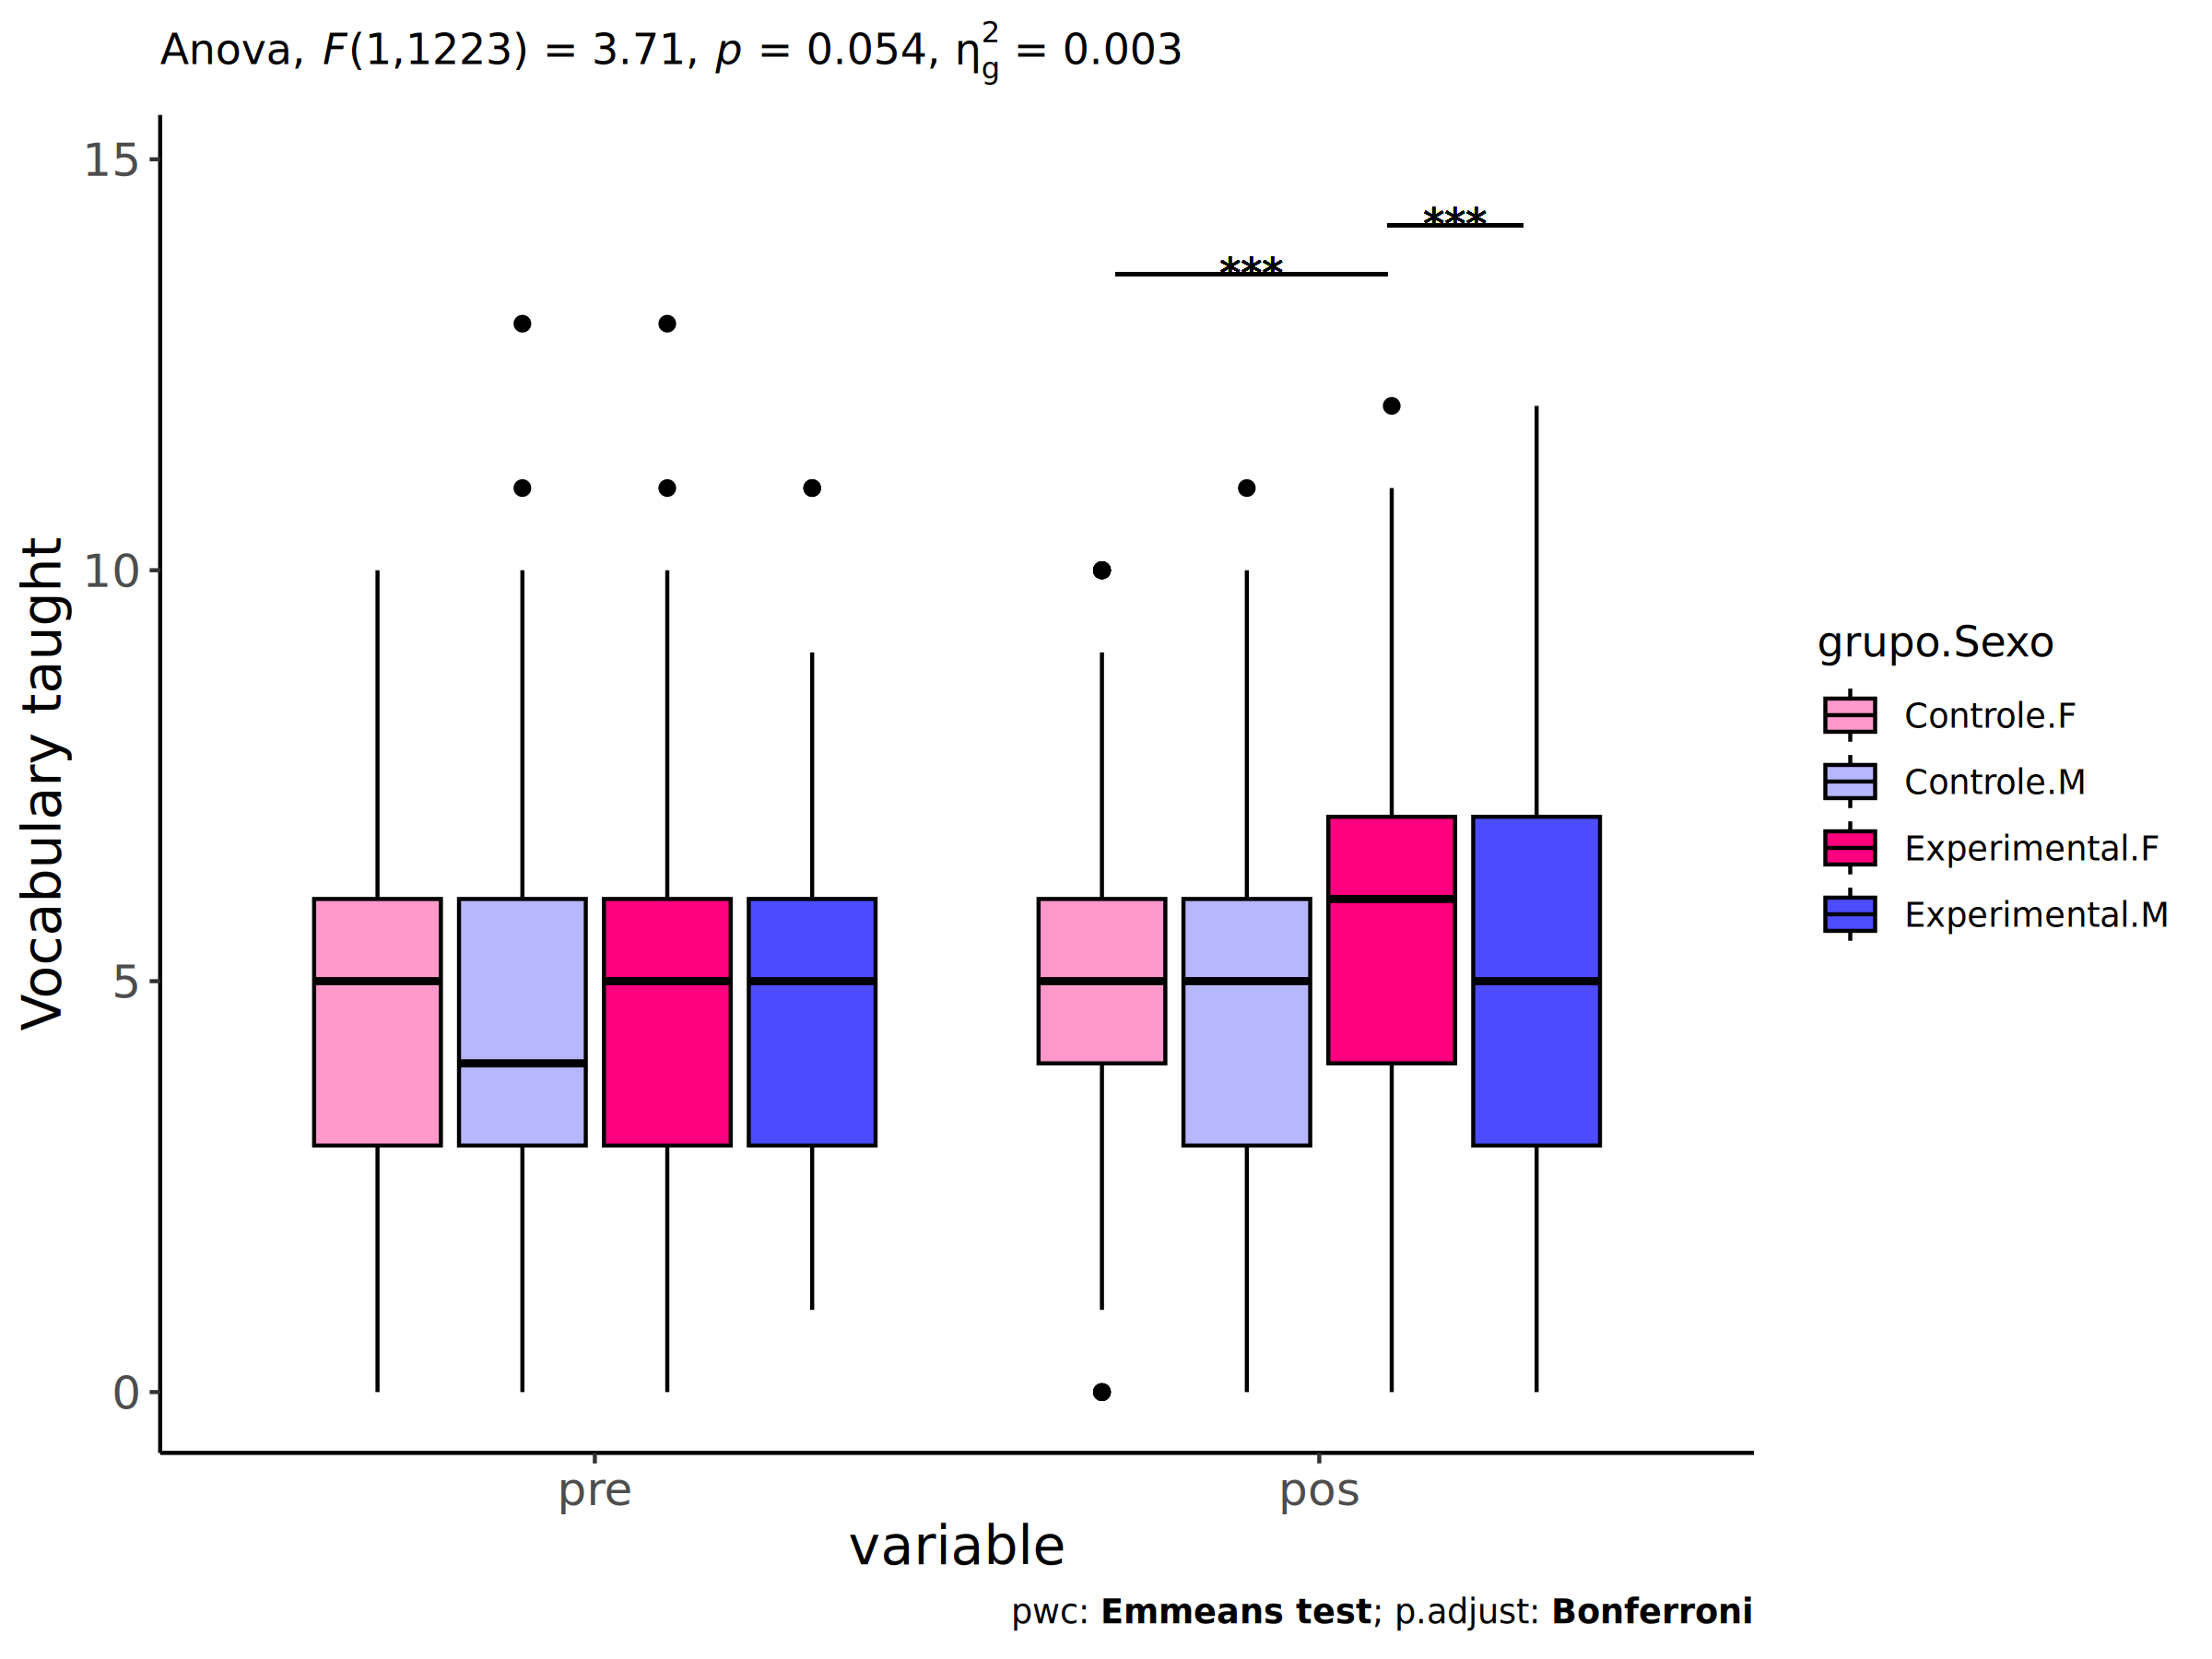 Anova, F(1,1223) = 3.71, p = 0.054, η²g = 0.003
15
10
5
0
Vocabulary taught
***
***
pre
pos
variable
grupo.Sexo
Controle.F
Controle.M
Experimental.F
Experimental.M
pwc: Emmeans test; p.adjust: Bonferroni